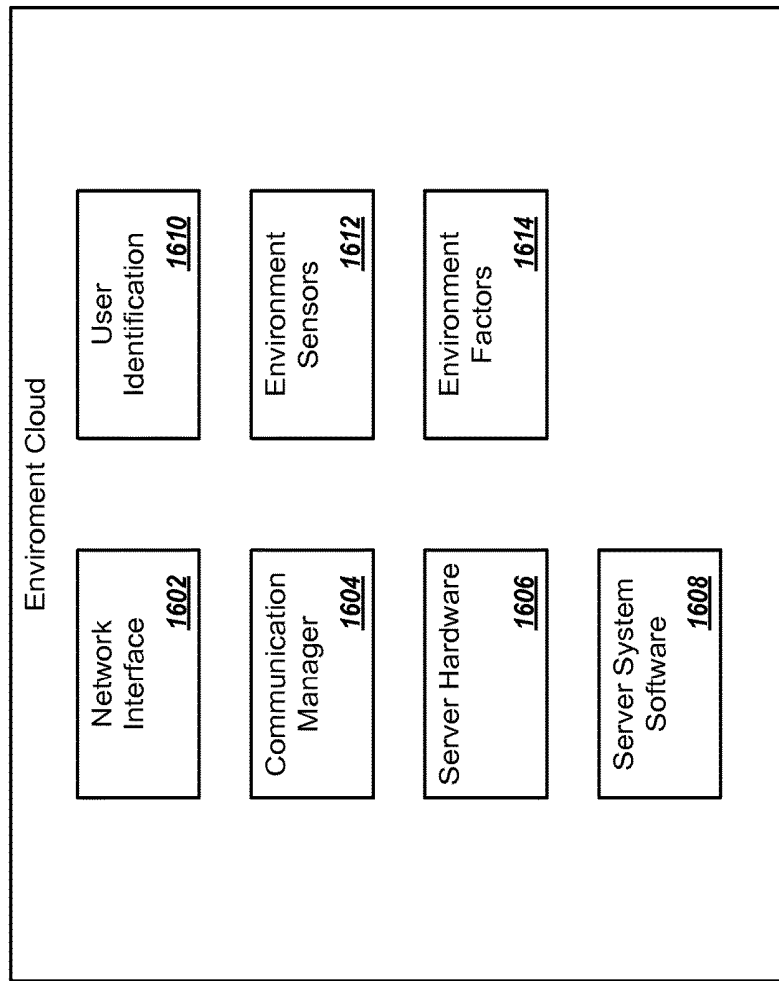 Enviroment Cloud
Network
Interface
1602
Communication
Manager
1604
Server Hardware
1606
Server System
Software
1608
User
Identification
1610
Environment
Sensors
1612
Environment
Factors
1614